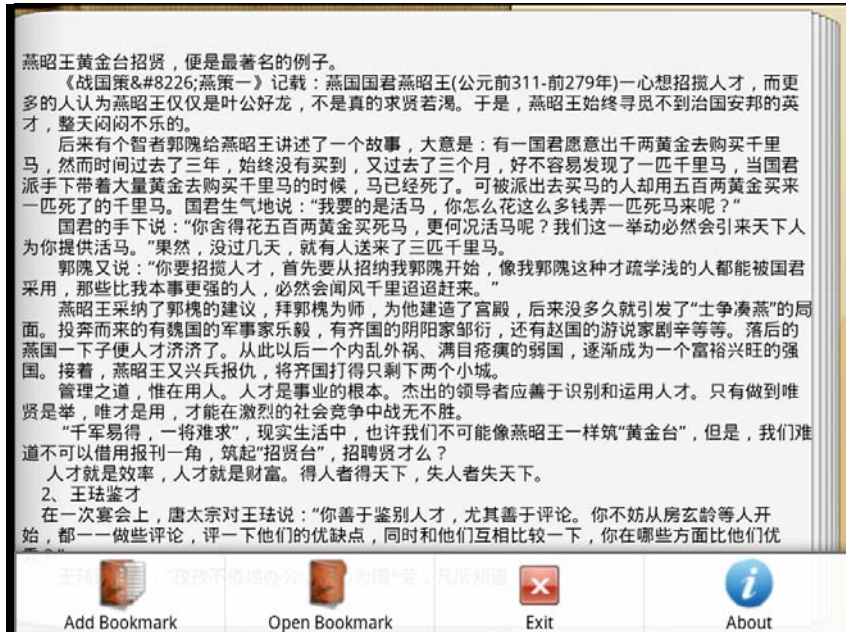 燕昭王黄金台招贤，便是最著名的例子。
《战国策&#8226;燕策一》记载：燕国国君燕昭王(公元前311-前279年)一心想招揽人才，而更
多的人认为燕昭王仅仅是叶公好龙，不是真的求贤若渴。于是，燕昭王始终寻觅不到治国安邦的英
才，整天闷闷不乐的。
后来有个智者郭隗给燕昭王讲述了一个故事，大意是：有一国君愿意出千两黄金去购买千里
马，然而时间过去了三年，始终没有买到，又过去了三个月，好不容易发现了一匹千里马，当国君
派手下带着大量黄金去购买千里马的时候，马已经死了。可被派出去买马的人却用五百两黄金买来
一匹死了的千里马。国君生气地说：“我要的是活马，你怎么花这么多钱弄一匹死马来呢？”
国君的手下说：“你舍得花五百两黄金买死马，更何况活马呢？我们这一举动必然会引来天下人
为你提供活马。”果然，没过几天，就有人送来了三匹千里马。
郭隗又说：“你要招揽人才，首先要从招纳我郭隗开始，像我郭隗这种才疏学浅的人都能被国君
采用，那些比我本事更强的人，必然会闻风千里迢迢赶来。”
燕昭王采纳了郭槐的建议，拜郭槐为师，为他建造了宫殿，后来没多久就引发了“士争凑燕”的局
面。投奔而来的有魏国的军事家乐毅，有齐国的阴阳家邹衍，还有赵国的游说家剧辛等等。落后的
燕国一下子便人才济济了。从此以后一个内乱外祸、满目疮痍的弱国，逐渐成为一个富裕兴旺的强
国。接着，燕昭王又兴兵报仇，将齐国打得只剩下两个小城。
管理之道，惟在用人。人才是事业的根本。杰出的领导者应善于识别和运用人才。只有做到唯
贤是举，唯才是用，才能在激烈的社会竞争中战无不胜。
“千军易得，一将难求”，现实生活中，也许我们不可能像燕昭王一样筑“黄金台”，但是，我们难
道不可以借用报刊一角，筑起“招贤台”，招聘贤才么？
人才就是效率，人才就是财富。得人者得天下，失人者失天下。
2、王珐鉴才
在一次宴会上，唐太宗对王珐说：“你善于鉴别人才，尤其善于评论。你不妨从房玄龄等人开
始，都一一做些评论，评一下他们的优缺点，同时和他们互相比较一下，你在哪些方面比他们优
Add Bookmark Open Bookmark Exit About